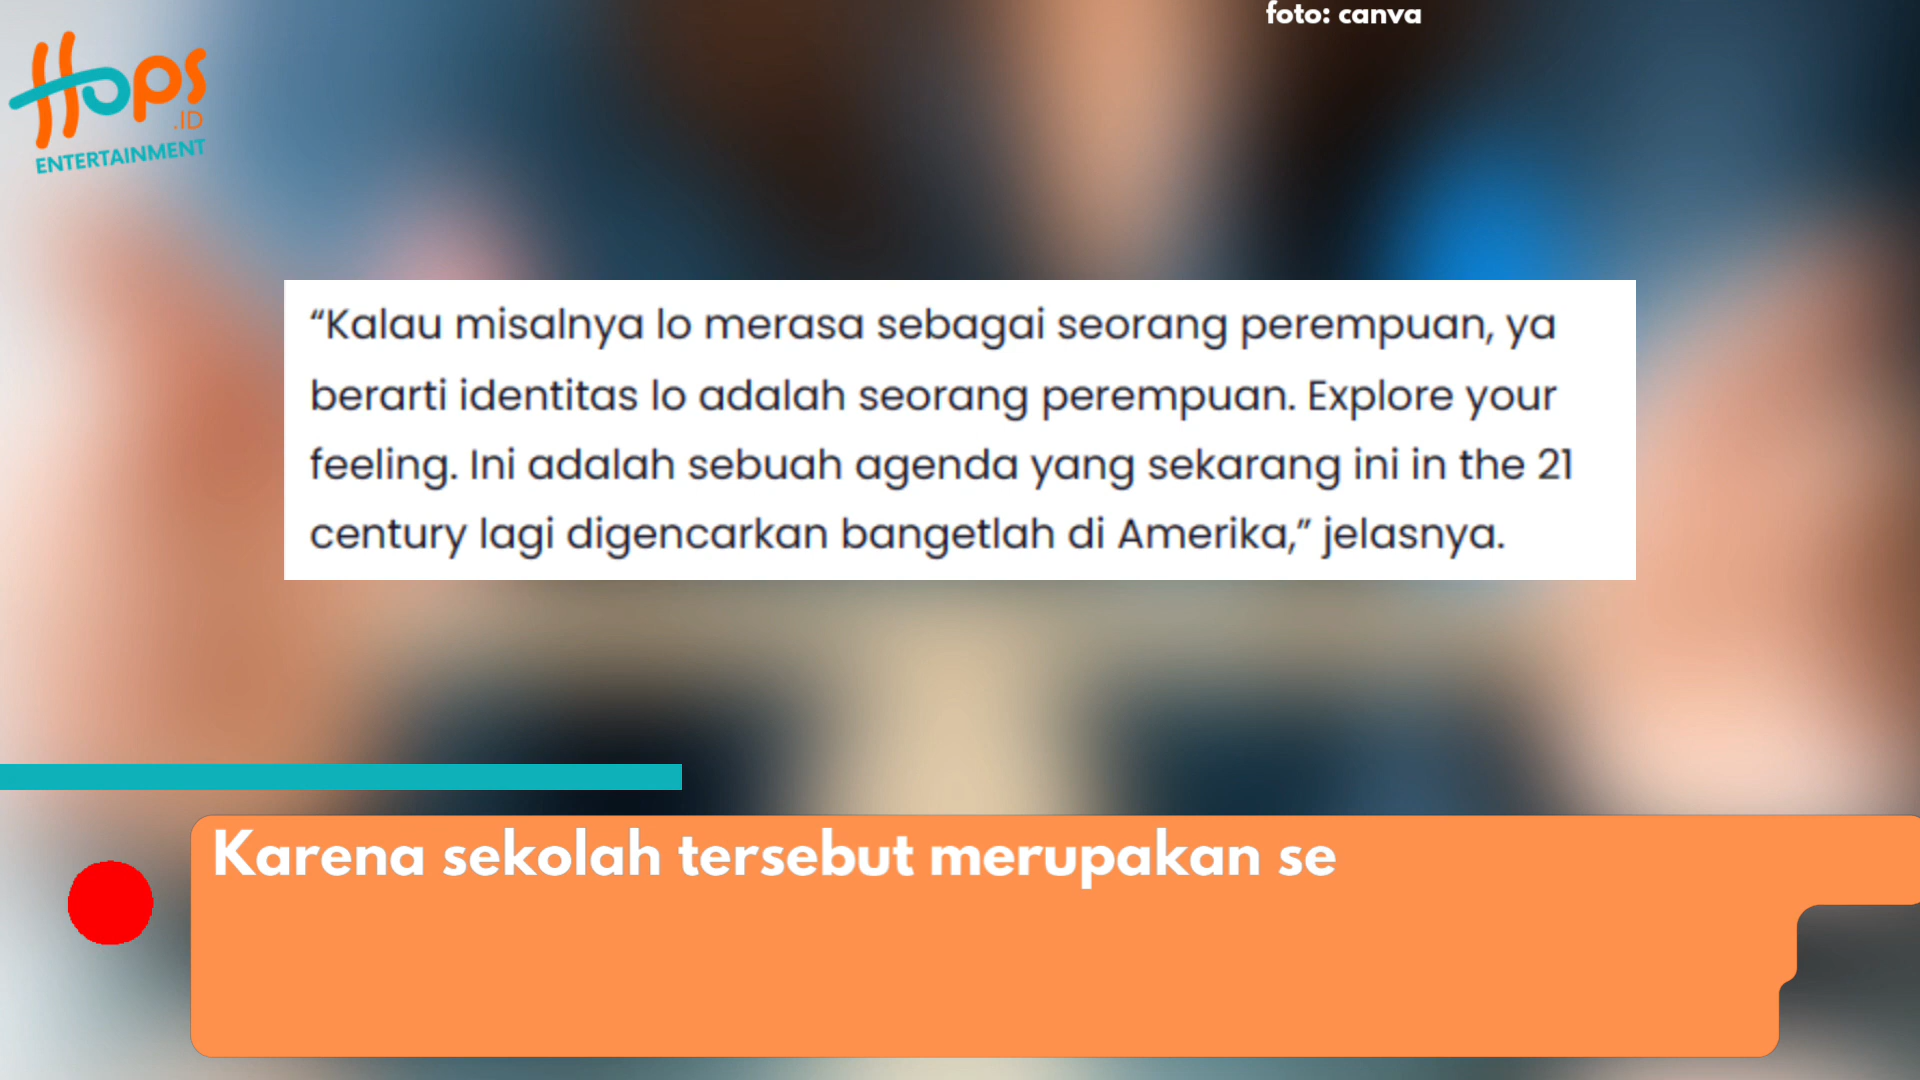 foto: canva
Hops
.ID
ENTERTAINMENT
“Kalau misalnya lo merasa sebagai seorang perempuan, ya
berarti identitas lo adalah seorang perempuan. Explore your
feeling. Ini adalah sebuah agenda yang sekarang ini in the 21
century lagi digencarkan bangetlah di Amerika,” jelasnya.
Karena sekolah tersebut merupakan se